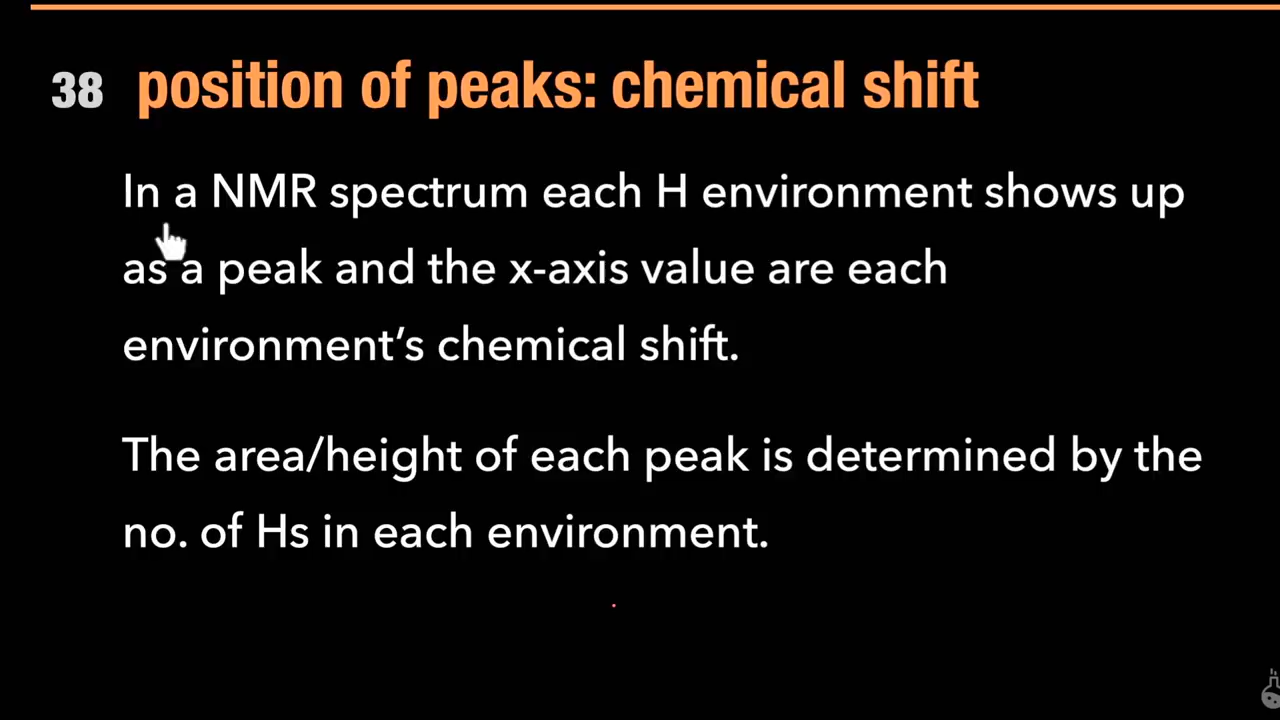 38 position of peaks: chemical shift
In a NMR spectrum each H environment shows up
as a peak and the x-axis value are each
environment’s chemical shift.
The area/height of each peak is determined by the
no. of Hs in each environment.